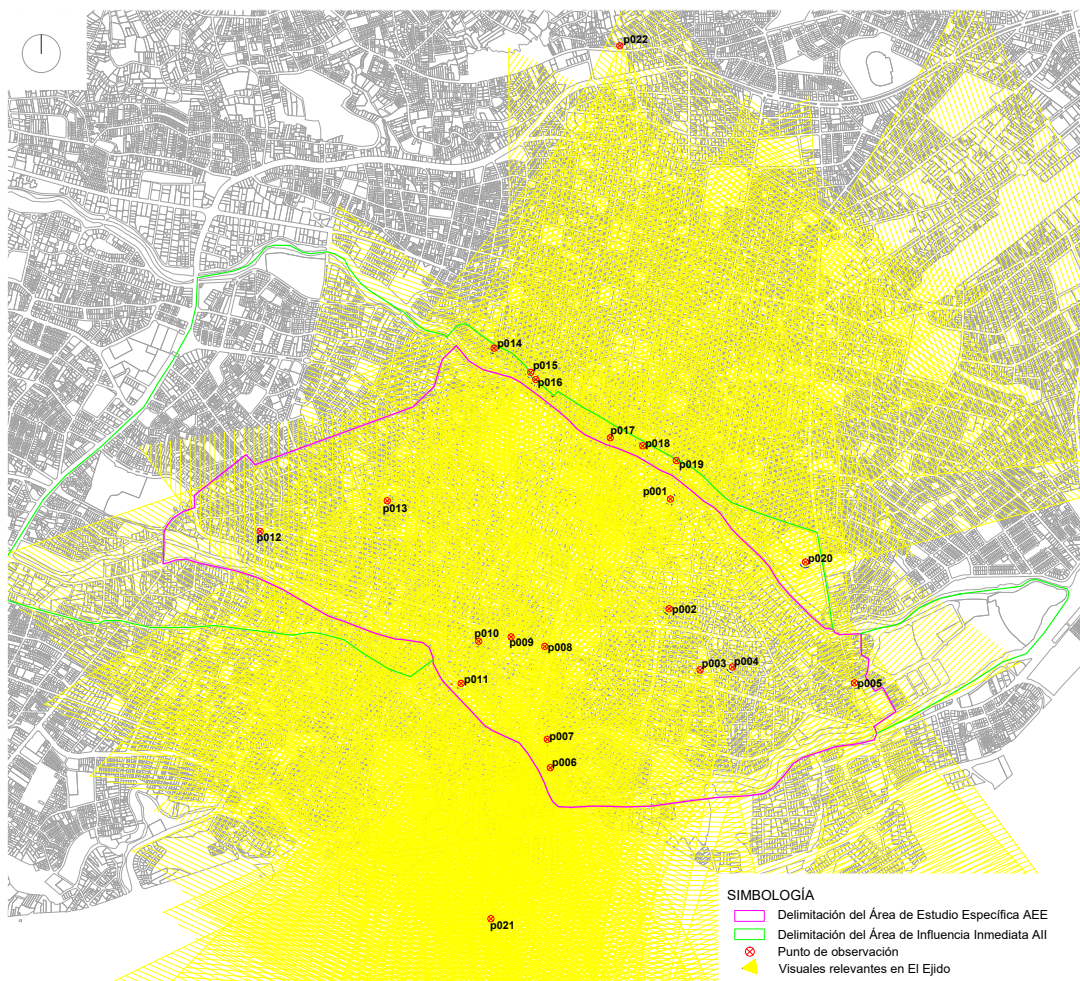 p022
p014
p015
p016
p017
p018
p019
p001
p013
p012
p020
p002
p010
p009
p008
p003
p004
p011
p005
p007
p006
p021
SIMBOLOGÍA
Delimitación del Área de Estudio Específica AEE
Delimitación del Área de Influencia Inmediata AII
Punto de observación
Visuales relevantes en El Ejido